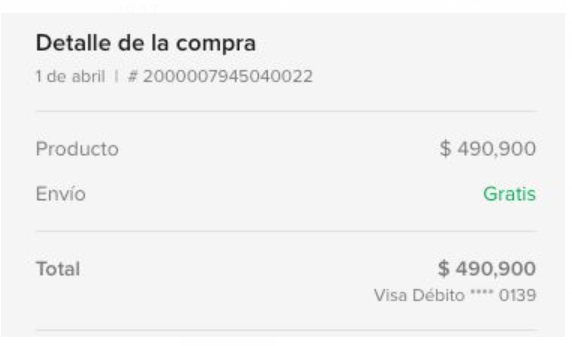 Detalle de la compra
1 de abril | # 2000007945040022
Producto $ 490,900
Envío Gratis
Total $ 490,900
Visa Débito **** 0139